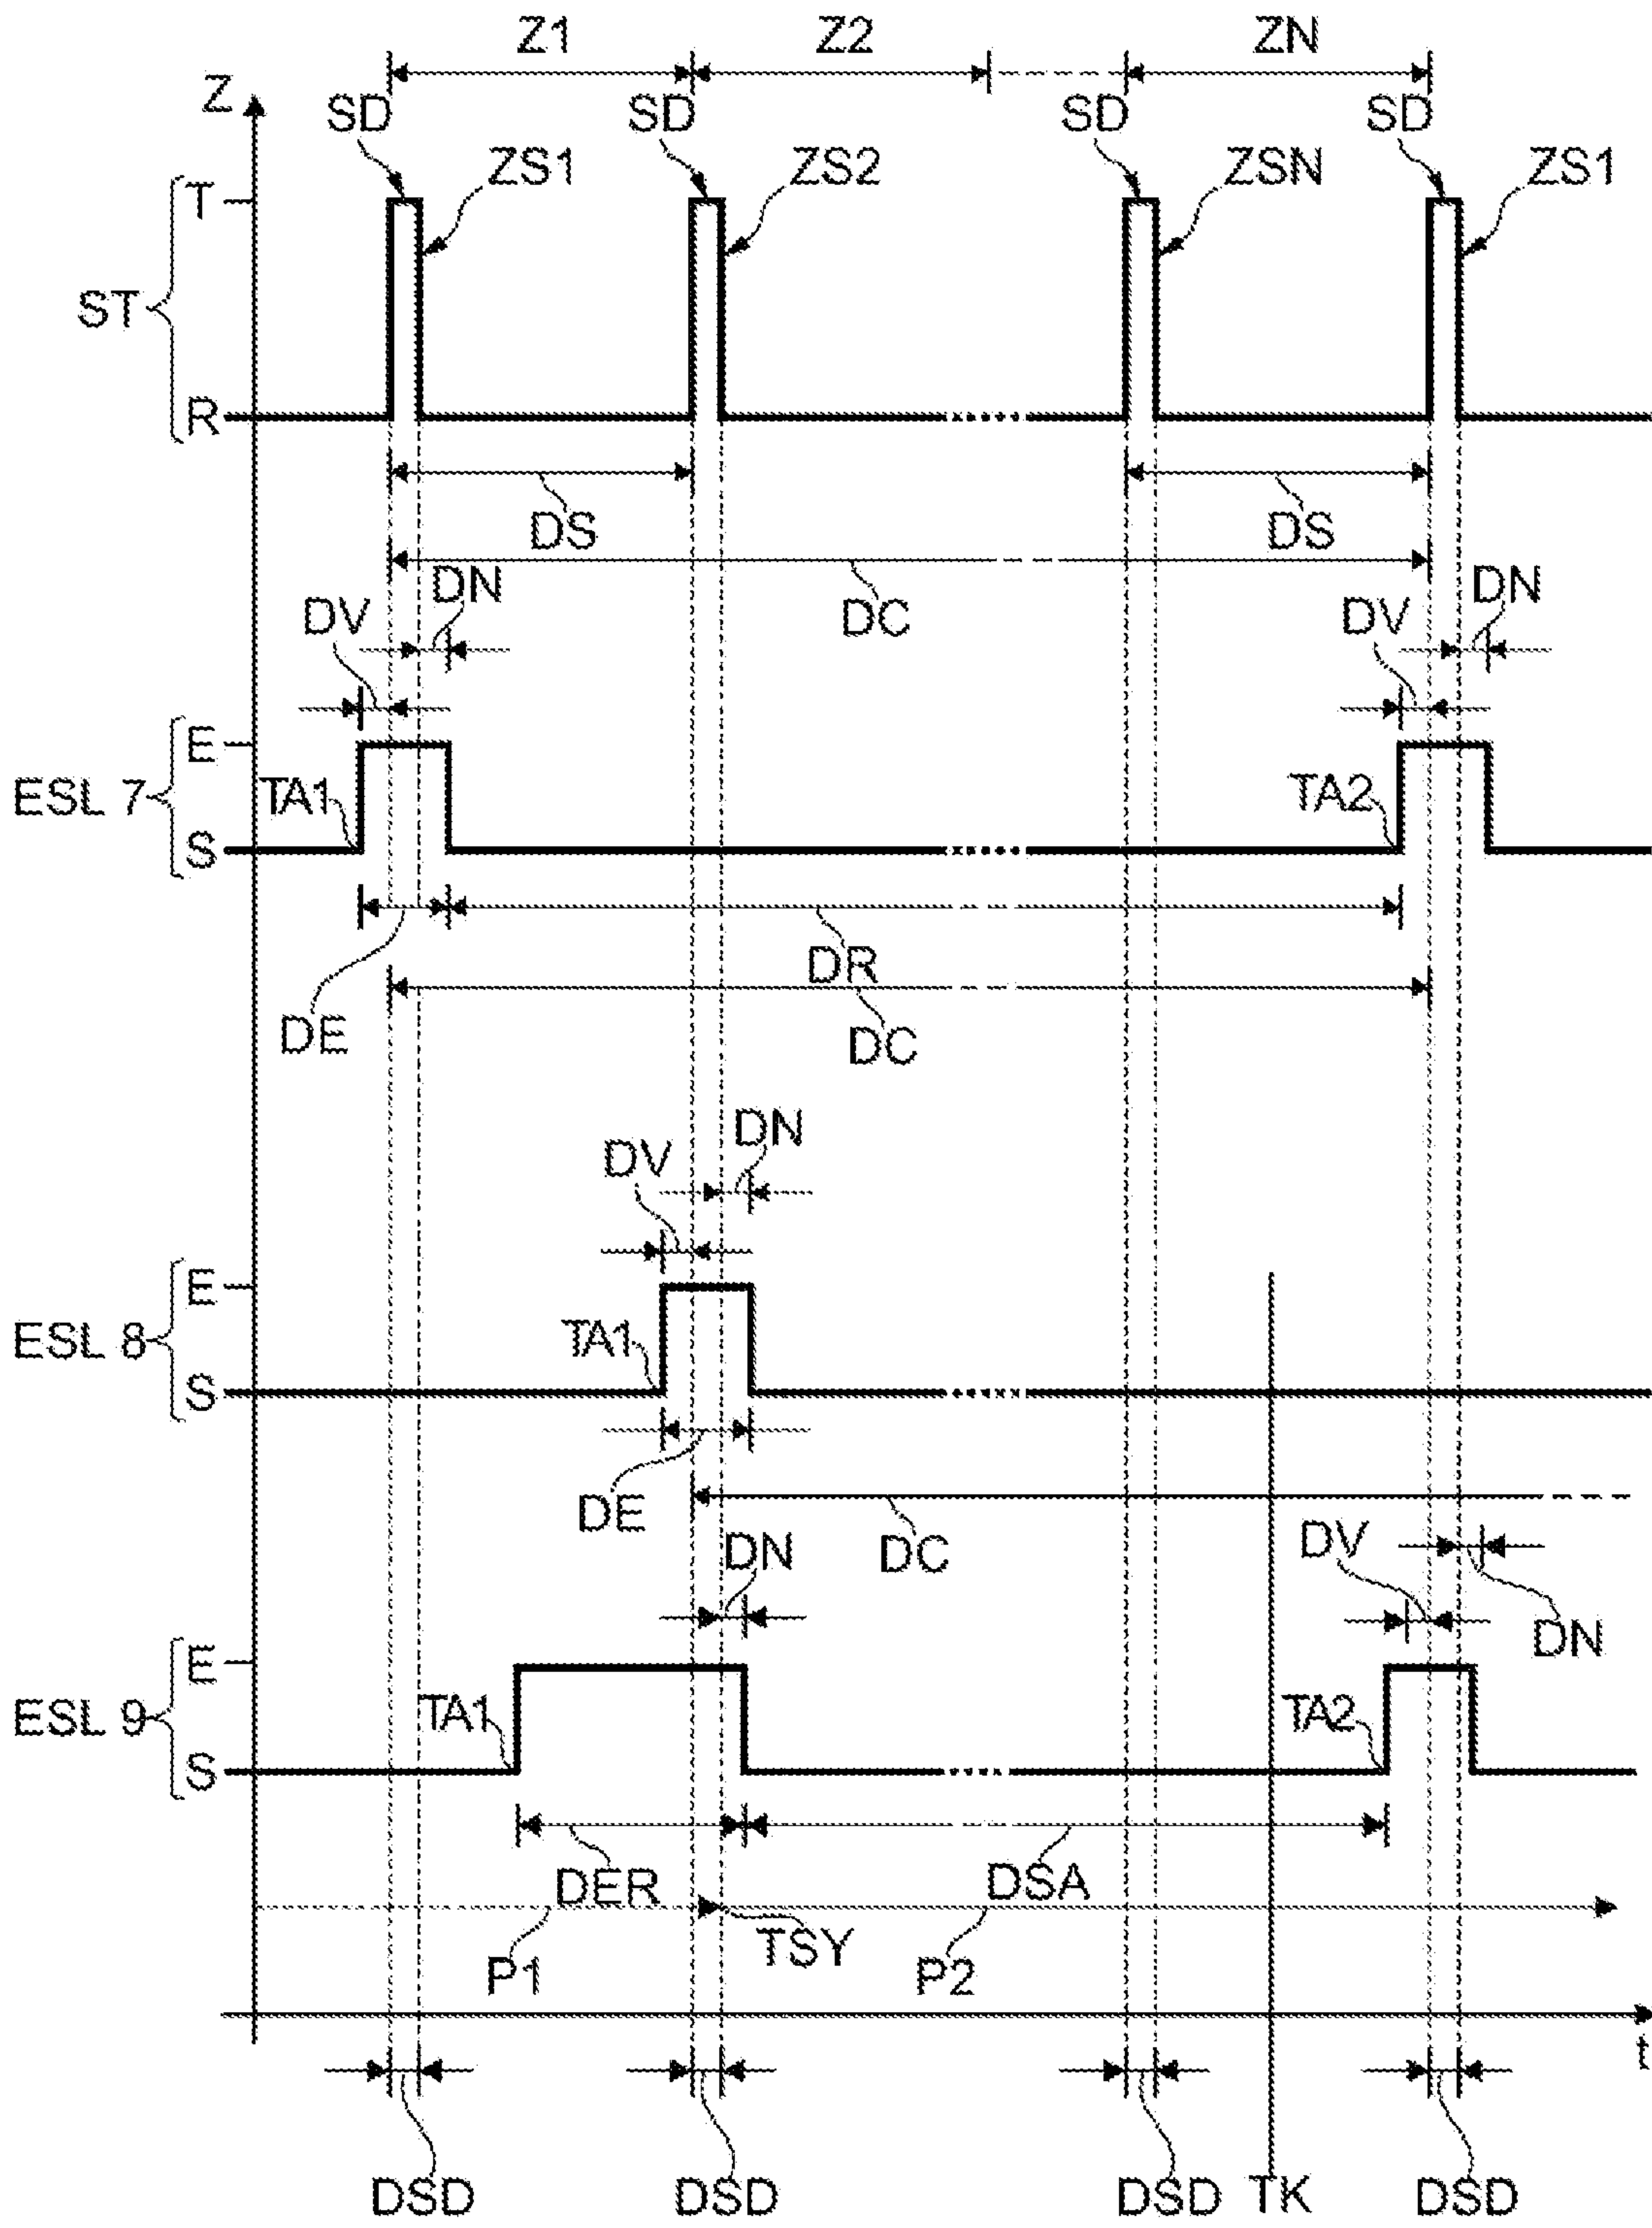 Z1 Z2 ZN
Z SD SD SD SD
ZS1 ZS2 ZSN ZS1
T
ST
R
DS DS
DN DN
DV DC DV
E
ESL 7 TA1 TA2
S
DR
DE DC
DN
DV
E
ESL 8 TA1
S
DE
DN DC DV
DN
E
ESL 9 TA1 TA2
S
DER DSA
TSY
P1 P2
t
DSD DSD DSD TK DSD